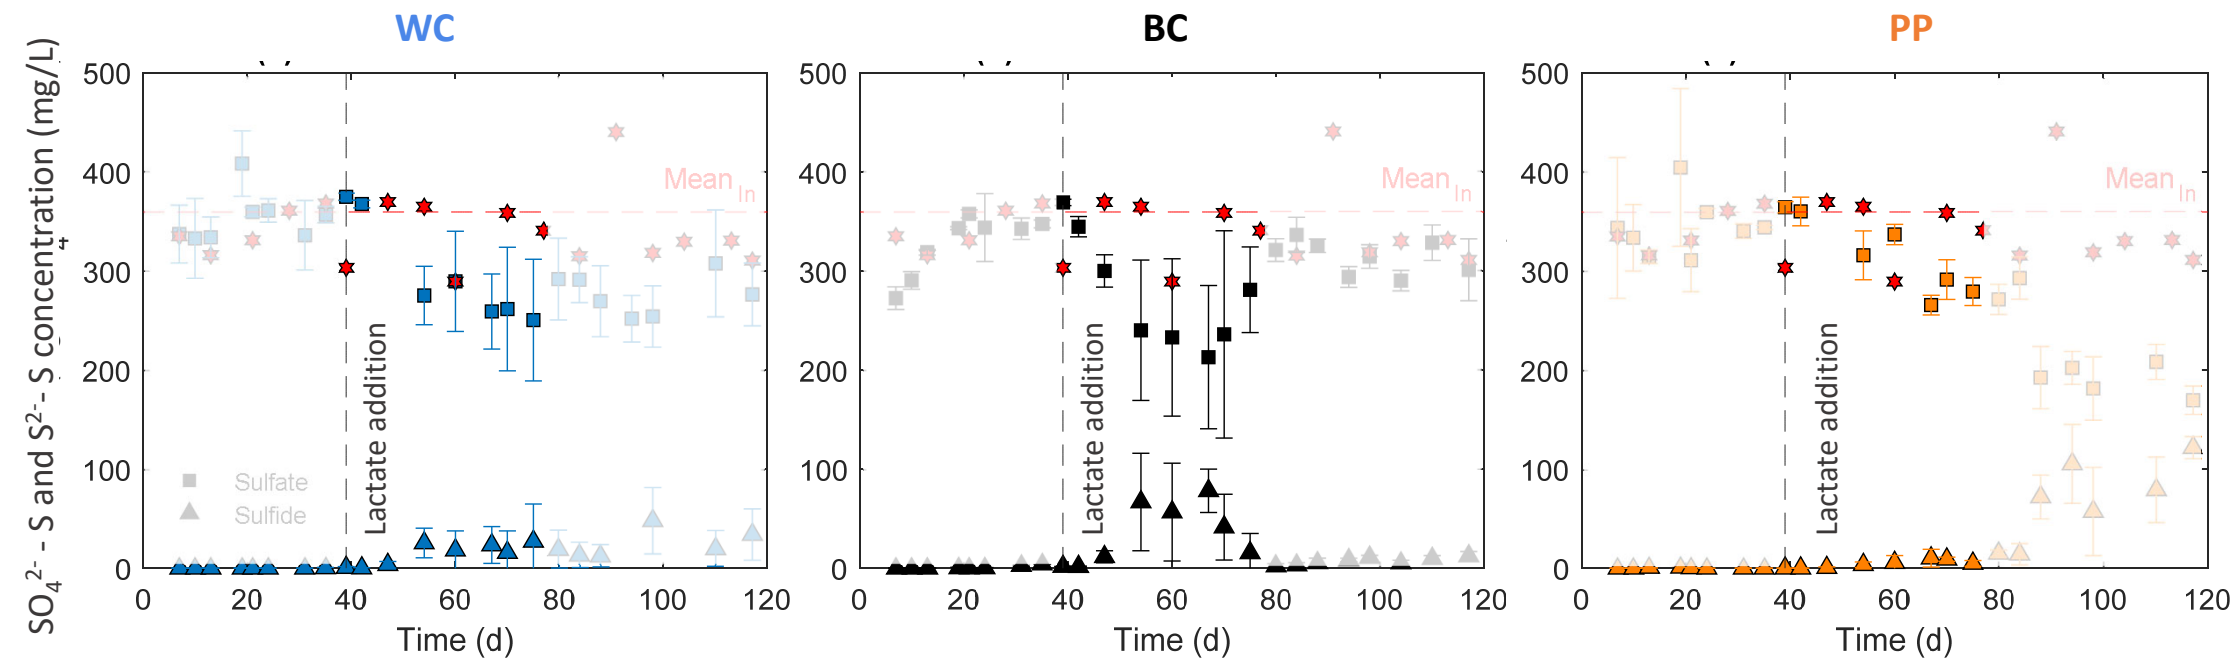 WC
BC
PP
SO₄²⁻ - S and S²⁻- S concentration (mg/L)
500
400
300
200
100
0
0 20 40 60 80 100 120
Time (d)
Mean In
Lactate addition
Sulfate
Sulfide
500
400
300
200
100
0
0 20 40 60 80 100 120
Time (d)
Mean In
Lactate addition
500
400
300
200
100
0
0 20 40 60 80 100 120
Time (d)
Mean In
Lactate addition